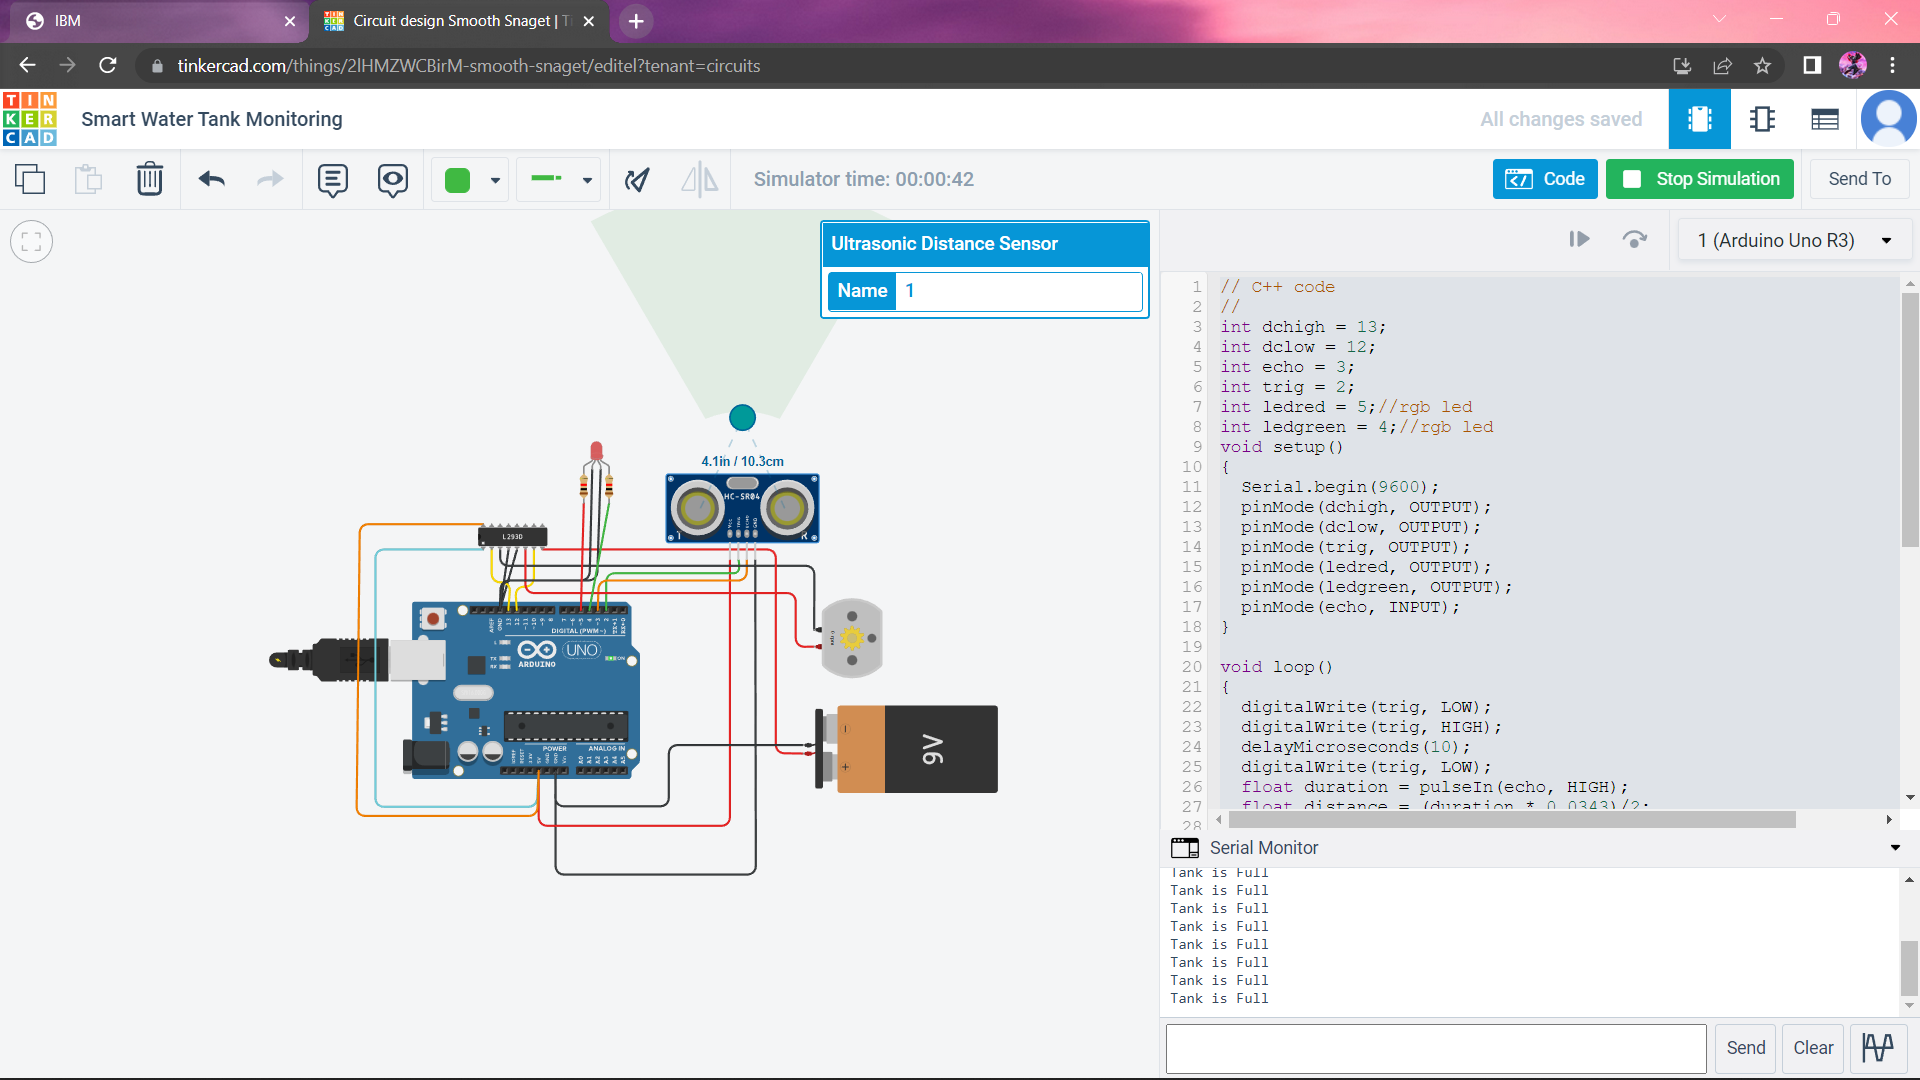 IBM
Circuit design Smooth Snaget | Ti
tinkercad.com/things/2lHMZWCBirM-smooth-snaget/editel?tenant=circuits
TIN
KER
CAD
Smart Water Tank Monitoring
All changes saved
Simulator time: 00:00:42
Code
Stop Simulation
Send To
Ultrasonic Distance Sensor
Name 1
1 (Arduino Uno R3)
4.1in / 10.3cm
HC-SR04
L293D
DIGITAL (PWM~)
UNO
ARDUINO
POWER
ANALOG IN
9V
1 // C++ code
2 //
3 int dchigh = 13;
4 int dclow = 12;
5 int echo = 3;
6 int trig = 2;
7 int ledred = 5;//rgb led
8 int ledgreen = 4;//rgb led
9 void setup()
10 {
11 Serial.begin(9600);
12 pinMode(dchigh, OUTPUT);
13 pinMode(dclow, OUTPUT);
14 pinMode(trig, OUTPUT);
15 pinMode(ledred, OUTPUT);
16 pinMode(ledgreen, OUTPUT);
17 pinMode(echo, INPUT);
18 }
19
20 void loop()
21 {
22 digitalWrite(trig, LOW);
23 digitalWrite(trig, HIGH);
24 delayMicroseconds(10);
25 digitalWrite(trig, LOW);
26 float duration = pulseIn(echo, HIGH);
27 float distance = (duration * 0.0343)/2;
28
Serial Monitor
Tank is Full
Tank is Full
Tank is Full
Tank is Full
Tank is Full
Tank is Full
Tank is Full
Tank is Full
Send
Clear